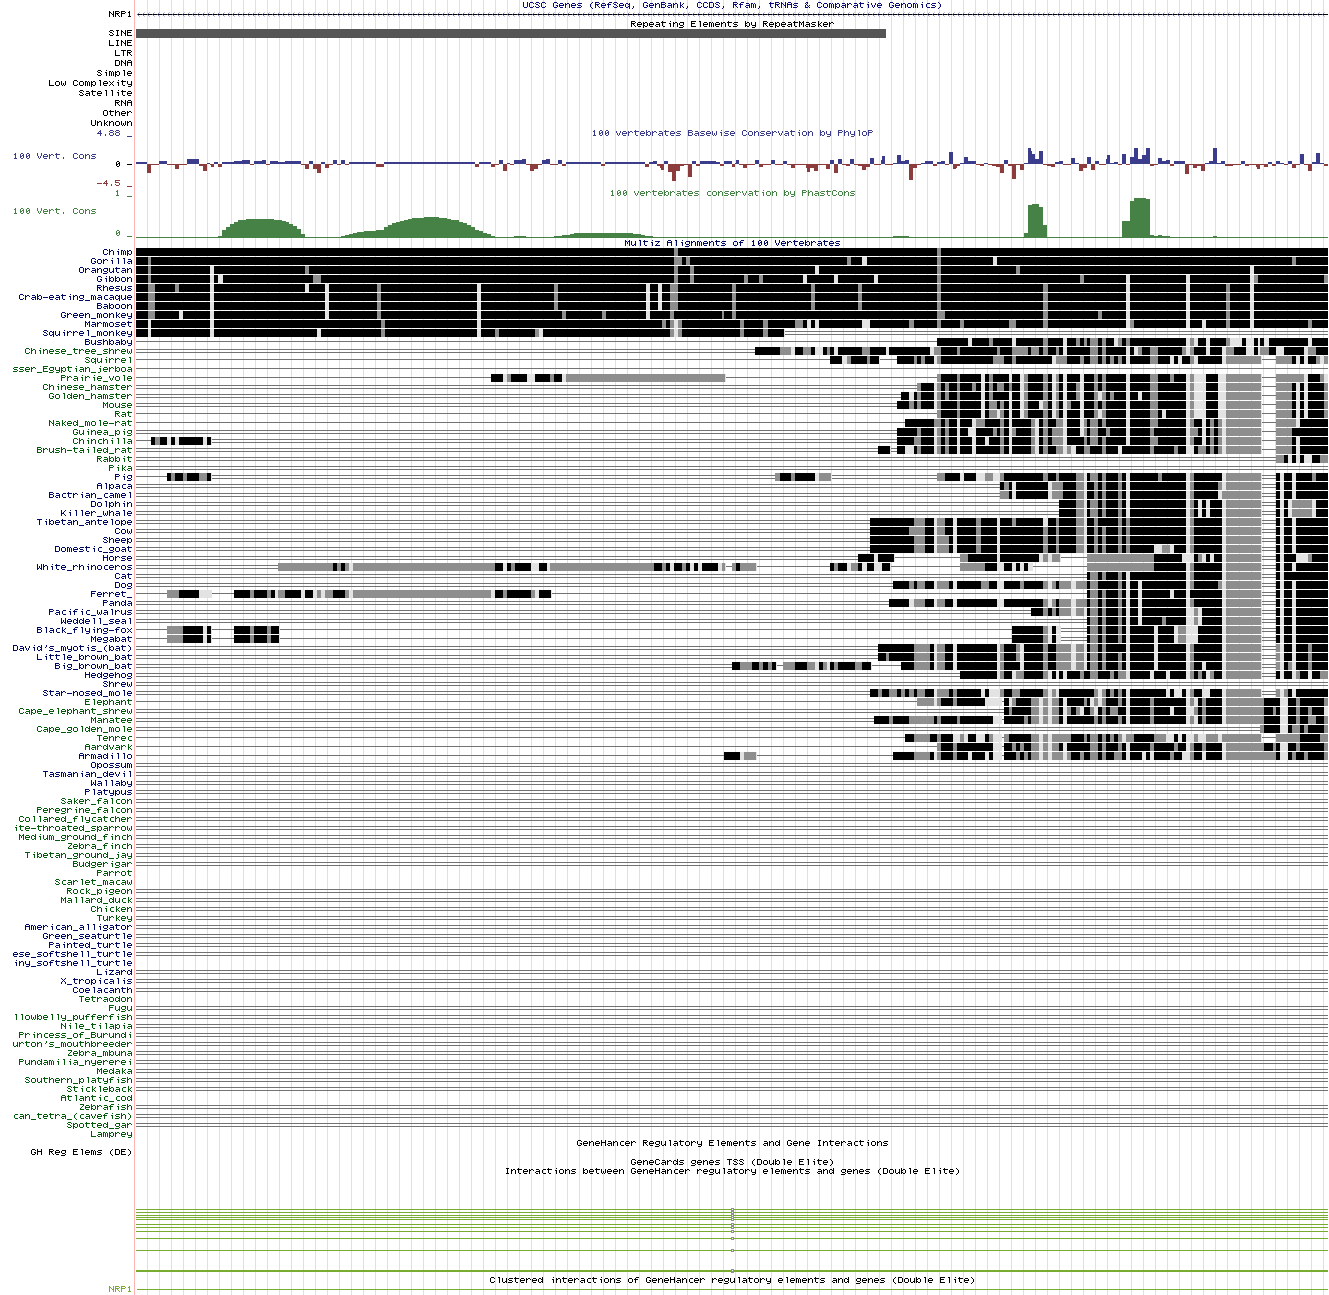 UCSC Genes (RefSeq, GenBank, CCDS, Rfam, tRNAs & Comparative Genomics)
NRP1
Repeating Elements by RepeatMasker
SINE
LINE
LTR
DNA
Simple
Low Complexity
Satellite
RNA
Other
Unknown
4.88 _
100 vertebrates Basewise Conservation by PhyloP
100 Vert. Cons
0 _
-4.5 _
1 _
100 vertebrates conservation by PhastCons
100 Vert. Cons
0 _
Multiz Alignments of 100 Vertebrates
Chimp
Gorilla
Orangutan
Gibbon
Rhesus
Crab-eating_macaque
Baboon
Green_monkey
Marmoset
Squirrel_monkey
Bushbaby
Chinese_tree_shrew
Squirrel
sser_Egyptian_jerboa
Prairie_vole
Chinese_hamster
Golden_hamster
Mouse
Rat
Naked_mole-rat
Guinea_pig
Chinchilla
Brush-tailed_rat
Rabbit
Pika
Pig
Alpaca
Bactrian_camel
Dolphin
Killer_whale
Tibetan_antelope
Cow
Sheep
Domestic_goat
Horse
White_rhinoceros
Cat
Dog
Ferret_
Panda
Pacific_walrus
Weddell_seal
Black_flying-fox
Megabat
David's_myotis_(bat)
Little_brown_bat
Big_brown_bat
Hedgehog
Shrew
Star-nosed_mole
Elephant
Cape_elephant_shrew
Manatee
Cape_golden_mole
Tenrec
Aardvark
Armadillo
Opossum
Tasmanian_devil
Wallaby
Platypus
Saker_falcon
Peregrine_falcon
Collared_flycatcher
ite-throated_sparrow
Medium_ground_finch
Zebra_finch
Tibetan_ground_jay
Budgerigar
Parrot
Scarlet_macaw
Rock_pigeon
Mallard_duck
Chicken
Turkey
American_alligator
Green_seaturtle
Painted_turtle
ese_softshell_turtle
iny_softshell_turtle
Lizard
X_tropicalis
Coelacanth
Tetraodon
Fugu
llowbelly_pufferfish
Nile_tilapia
Princess_of_Burundi
urton's_mouthbreeder
Zebra_mbuna
Pundamilia_nyererei
Medaka
Southern_platyfish
Stickleback
Atlantic_cod
Zebrafish
can_tetra_(cavefish)
Spotted_gar
Lamprey
GeneHancer Regulatory Elements and Gene Interactions
GH Reg Elems (DE)
GeneCards genes TSS (Double Elite)
Interactions between GeneHancer regulatory elements and genes (Double Elite)
Clustered interactions of GeneHancer regulatory elements and genes (Double Elite)
NRP1